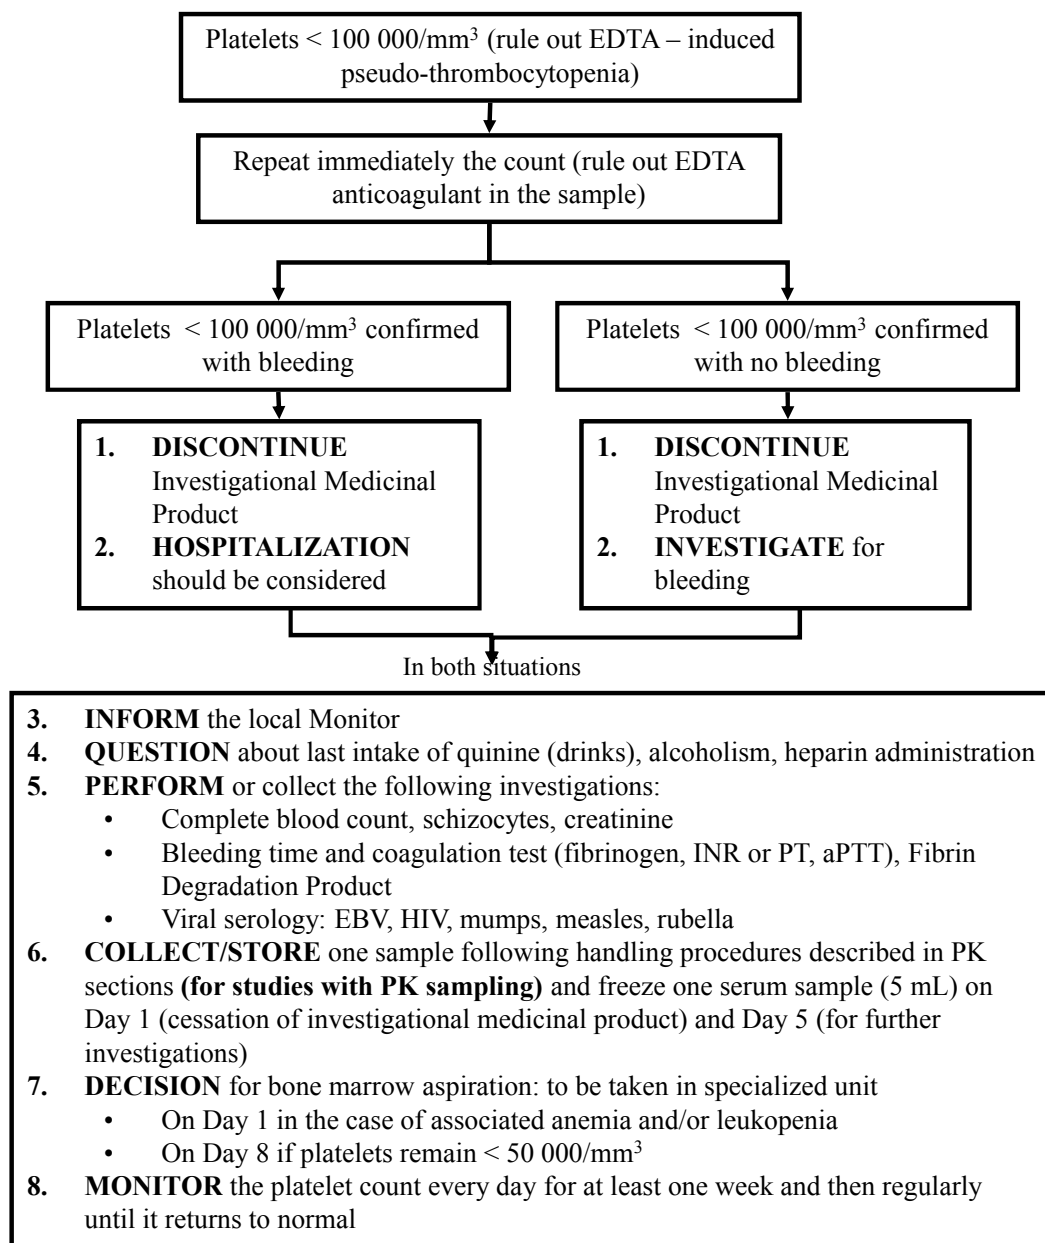 Platelets < 100 000/mm³ (rule out EDTA – induced
pseudo-thrombocytopenia)
Repeat immediately the count (rule out EDTA
anticoagulant in the sample)
Platelets < 100 000/mm³ confirmed
with bleeding
Platelets < 100 000/mm³ confirmed
with no bleeding
1. DISCONTINUE
Investigational Medicinal
Product
2. HOSPITALIZATION
should be considered
1. DISCONTINUE
Investigational Medicinal
Product
2. INVESTIGATE for
bleeding
In both situations
3. INFORM the local Monitor
4. QUESTION about last intake of quinine (drinks), alcoholism, heparin administration
5. PERFORM or collect the following investigations:
• Complete blood count, schizocytes, creatinine
• Bleeding time and coagulation test (fibrinogen, INR or PT, aPTT), Fibrin
Degradation Product
• Viral serology: EBV, HIV, mumps, measles, rubella
6. COLLECT/STORE one sample following handling procedures described in PK
sections (for studies with PK sampling) and freeze one serum sample (5 mL) on
Day 1 (cessation of investigational medicinal product) and Day 5 (for further
investigations)
7. DECISION for bone marrow aspiration: to be taken in specialized unit
• On Day 1 in the case of associated anemia and/or leukopenia
• On Day 8 if platelets remain < 50 000/mm³
8. MONITOR the platelet count every day for at least one week and then regularly
until it returns to normal